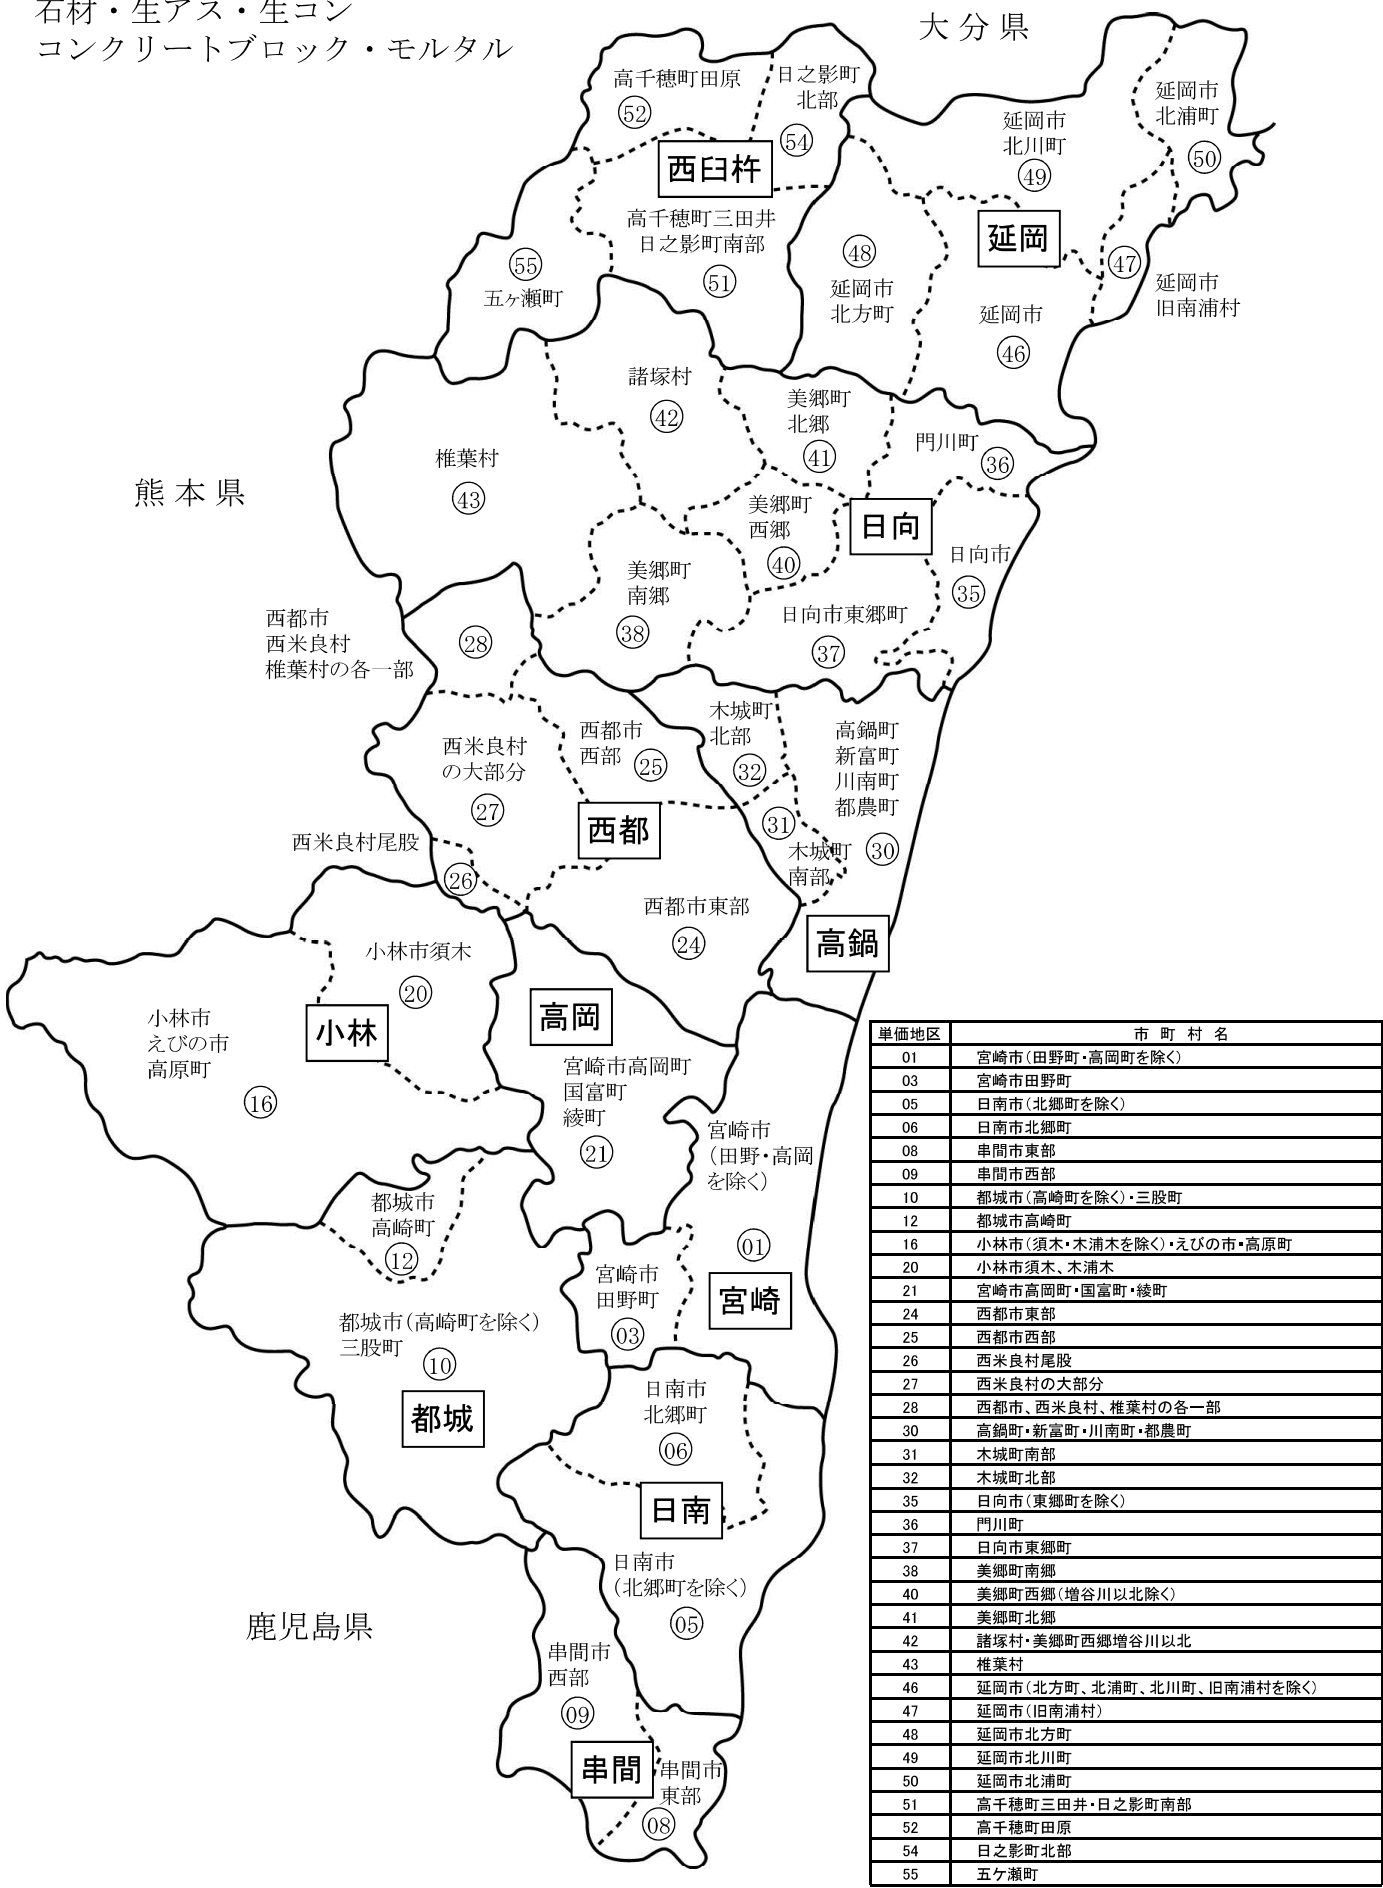 石材・生アス・生コン
コンクリートブロック・モルタル
大分県
熊本県
鹿児島県
高千穂町田原
52
日之影町
北部
54
西臼杵
高千穂町三田井
日之影町南部
51
55
五ヶ瀬町
延岡市
北浦町
50
延岡市
北川町
49
延岡
48
延岡市
北方町
47
延岡市
旧南浦村
延岡市
46
諸塚村
42
美郷町
北郷
41
門川町
36
椎葉村
43
美郷町
西郷
40
日向
日向市
35
美郷町
南郷
38
日向市東郷町
37
西都市
西米良村
椎葉村の各一部
28
西米良村
の大部分
27
西都市
西部
25
木城町
北部
32
高鍋町
新富町
川南町
都農町
30
31
木城町
南部
西都
西米良村尾股
26
西都市東部
24
高鍋
小林市須木
20
小林
小林市
えびの市
高原町
16
高岡
宮崎市高岡町
国富町
綾町
21
宮崎市
(田野・高岡
を除く)
01
宮崎
都城市
高崎町
12
宮崎市
田野町
03
都城市(高崎町を除く)
三股町
10
都城
日南市
北郷町
06
日南
日南市
(北郷町を除く)
05
串間市
西部
09
串間
串間市
東部
08
単価地区 市 町 村 名
01 宮崎市(田野町・高岡町を除く)
03 宮崎市田野町
05 日南市(北郷町を除く)
06 日南市北郷町
08 串間市東部
09 串間市西部
10 都城市(高崎町を除く)・三股町
12 都城市高崎町
16 小林市(須木・木浦木を除く)・えびの市・高原町
20 小林市須木、木浦木
21 宮崎市高岡町・国富町・綾町
24 西都市東部
25 西都市西部
26 西米良村尾股
27 西米良村の大部分
28 西都市、西米良村、椎葉村の各一部
30 高鍋町・新富町・川南町・都農町
31 木城町南部
32 木城町北部
35 日向市(東郷町を除く)
36 門川町
37 日向市東郷町
38 美郷町南郷
40 美郷町西郷(増谷川以北除く)
41 美郷町北郷
42 諸塚村・美郷町西郷増谷川以北
43 椎葉村
46 延岡市(北方町、北浦町、北川町、旧南浦村を除く)
47 延岡市(旧南浦村)
48 延岡市北方町
49 延岡市北川町
50 延岡市北浦町
51 高千穂町三田井・日之影町南部
52 高千穂町田原
54 日之影町北部
55 五ケ瀬町